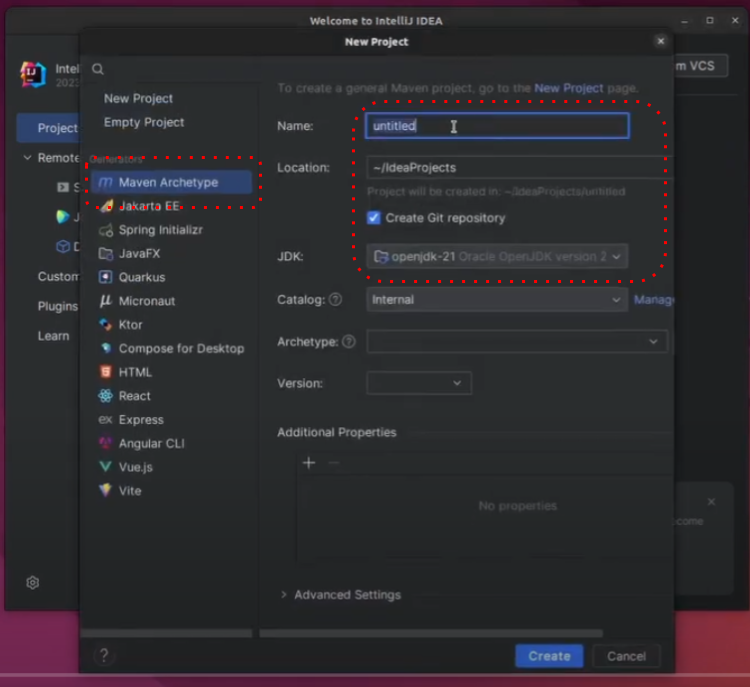 Welcome to IntelliJ IDEA
New Project
Intel
m VCS
To create a general Maven project, go to the New Project page.
New Project
Empty Project
Generators
Maven Archetype
Jakarta EE
Spring Initializr
JavaFX
Quarkus
Micronaut
Ktor
Compose for Desktop
HTML
React
ex Express
Angular CLI
Vue.js
Vite
Project
Remote
S
D
Custom
Plugins
Learn
Name: untitled
Location: ~/IdeaProjects
Project will be created in: ~/IdeaProjects/untitled
Create Git repository
JDK: openjdk-21 Oracle OpenJDK version 2
Catalog: ? Internal Manage
Archetype: ?
Version:
Additional Properties
No properties
come
Advanced Settings
? Create Cancel